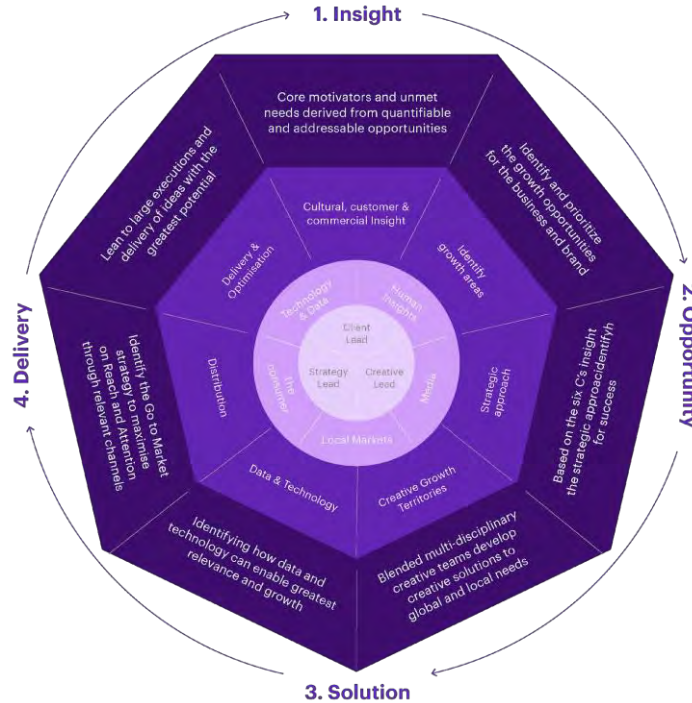 1. Insight
Core motivators and unmet
needs derived from quantifiable
and addressable opportunities
Identify and prioritize
the growth opportunities
for the business and brand
2. Opportunity
Based on the six C's insight
the strategic approachidentifyh
for success
Blended multi-disciplinary
creative teams develop
creative solutions to
global and local needs
3. Solution
Identifying how data and
technology can enable greatest
relevance and growth
4. Delivery
Identify the Go to Market
strategy to maximise
on Reach and Attention
through relevant channels
Lean to large executions and
delivery of ideas with the
greatest potential
Cultural, customer &
commercial Insight
Identify
growth areas
Strategic
approach
Creative Growth
Territories
Data & Technology
Distribution
Delivery &
Optimisation
Technology
& Data
Human
Insights
Media
Local Markets
the consumer
Client
Lead
Strategy
Lead
Creative
Lead